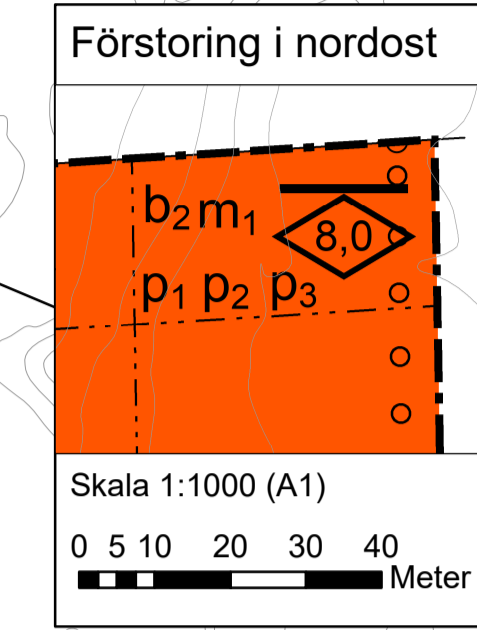 Förstoring i nordost
b₂ m₁
8,0
p₁ p₂ p₃
Skala 1:1000 (A1)
0 5 10 20 30 40
Meter